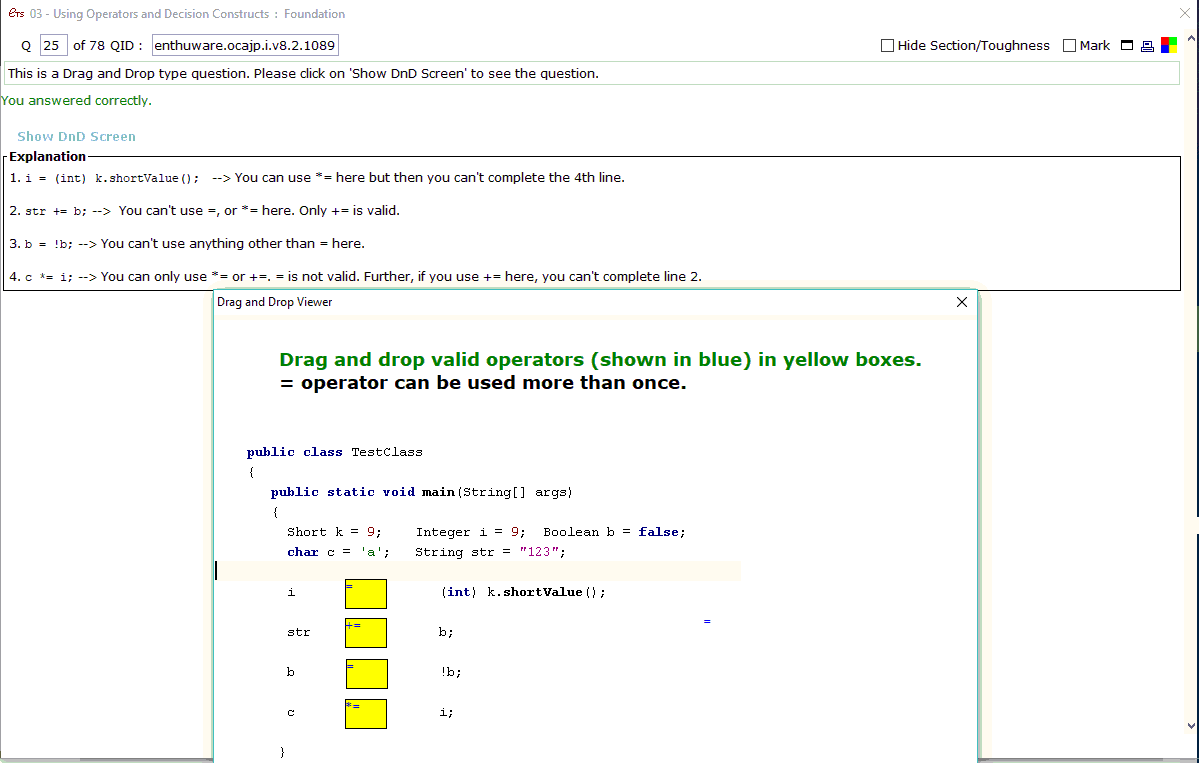 ets 03 - Using Operators and Decision Constructs : Foundation
Q 25 of 78 QID : enthuware.ocajp.i.v8.2.1089 Hide Section/Toughness Mark
This is a Drag and Drop type question. Please click on 'Show DnD Screen' to see the question.
You answered correctly.
Show DnD Screen
Explanation
1. i = (int) k.shortValue(); --> You can use *= here but then you can't complete the 4th line.
2. str += b; --> You can't use =, or *= here. Only += is valid.
3. b = !b; --> You can't use anything other than = here.
4. c *= i; --> You can only use *= or +=. = is not valid. Further, if you use += here, you can't complete line 2.
Drag and Drop Viewer
Drag and drop valid operators (shown in blue) in yellow boxes.
= operator can be used more than once.
public class TestClass
{
public static void main(String[] args)
{
Short k = 9; Integer i = 9; Boolean b = false;
char c = 'a'; String str = "123";
i = (int) k.shortValue();
=
str += b;
b = !b;
c *= i;
}